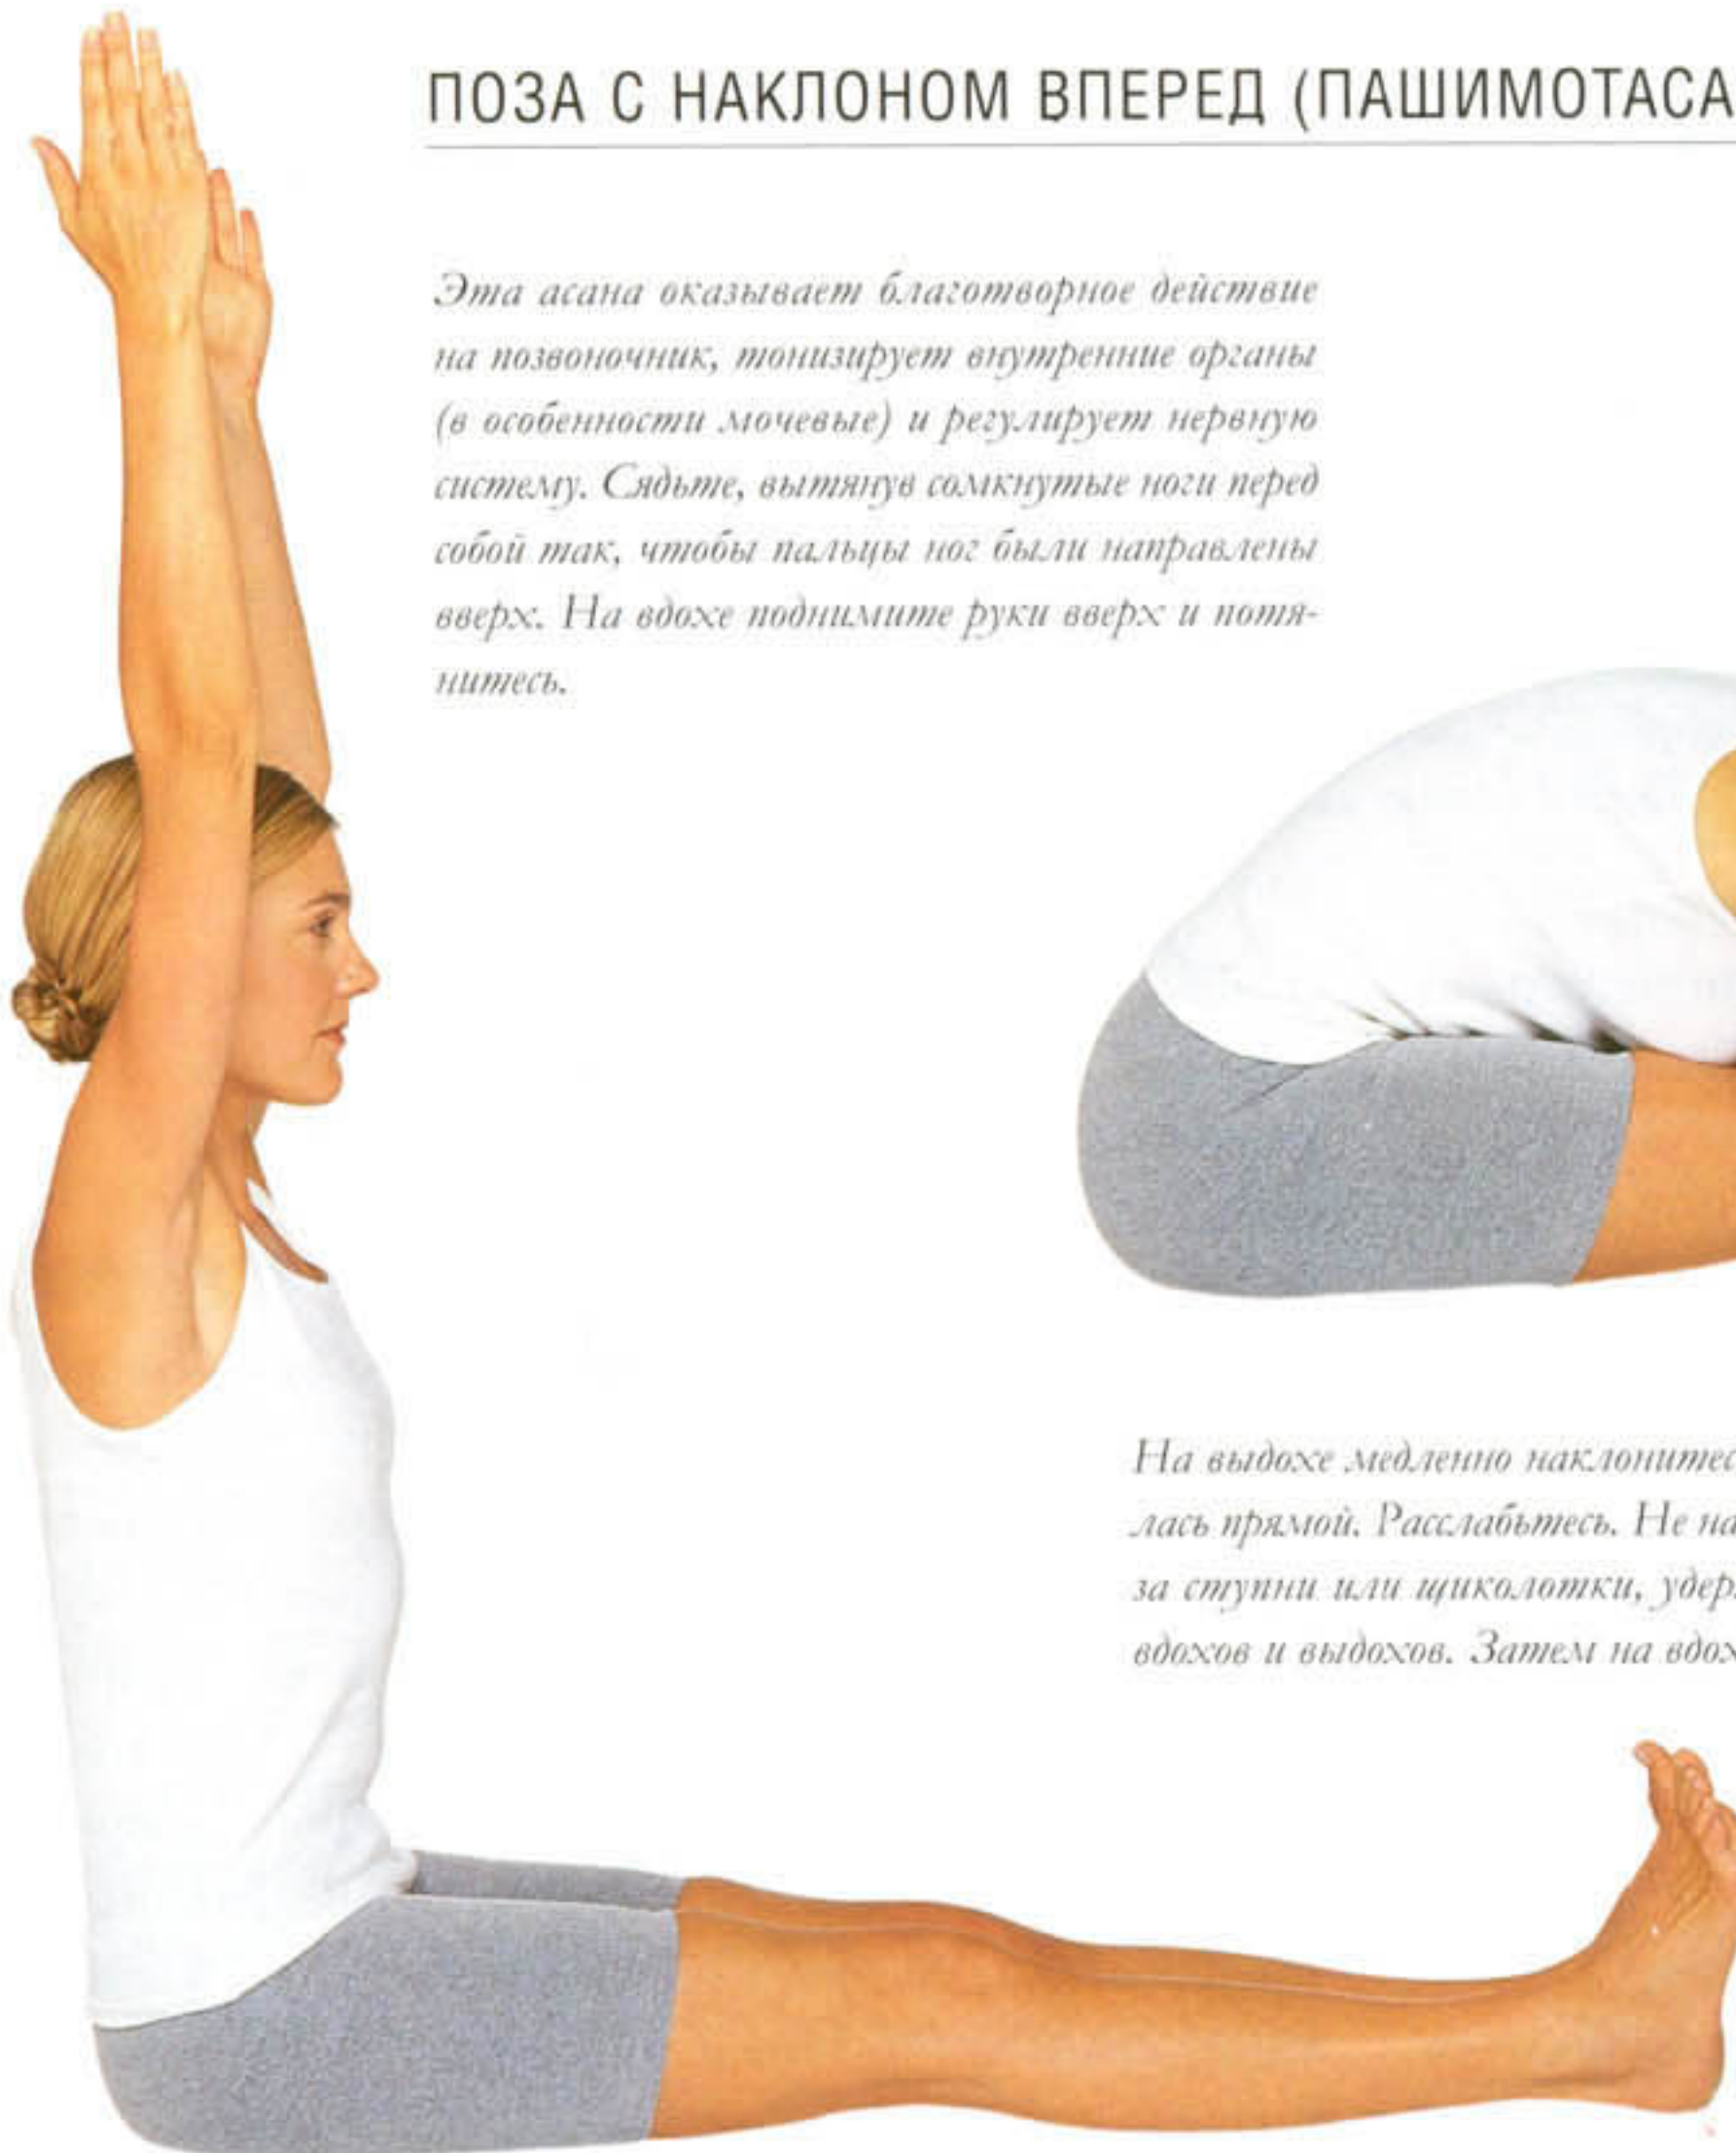 ПОЗА С НАКЛОНОМ ВПЕРЕД (ПАШИМОТАСА
Эта асана оказывает благотворное действие
на позвоночник, тонизирует внутренние органы
(в особенности мочевые) и регулирует нервную
систему. Сядьте, вытянув сомкнутые ноги перед
собой так, чтобы пальцы ног были направлены
вверх. На вдохе поднимите руки вверх и потя-
нитесь.
На выдохе медленно наклонитес
лась прямой. Расслабьтесь. Не на
за ступни или щиколотки, удер
вдохов и выдохов. Затем на вдох